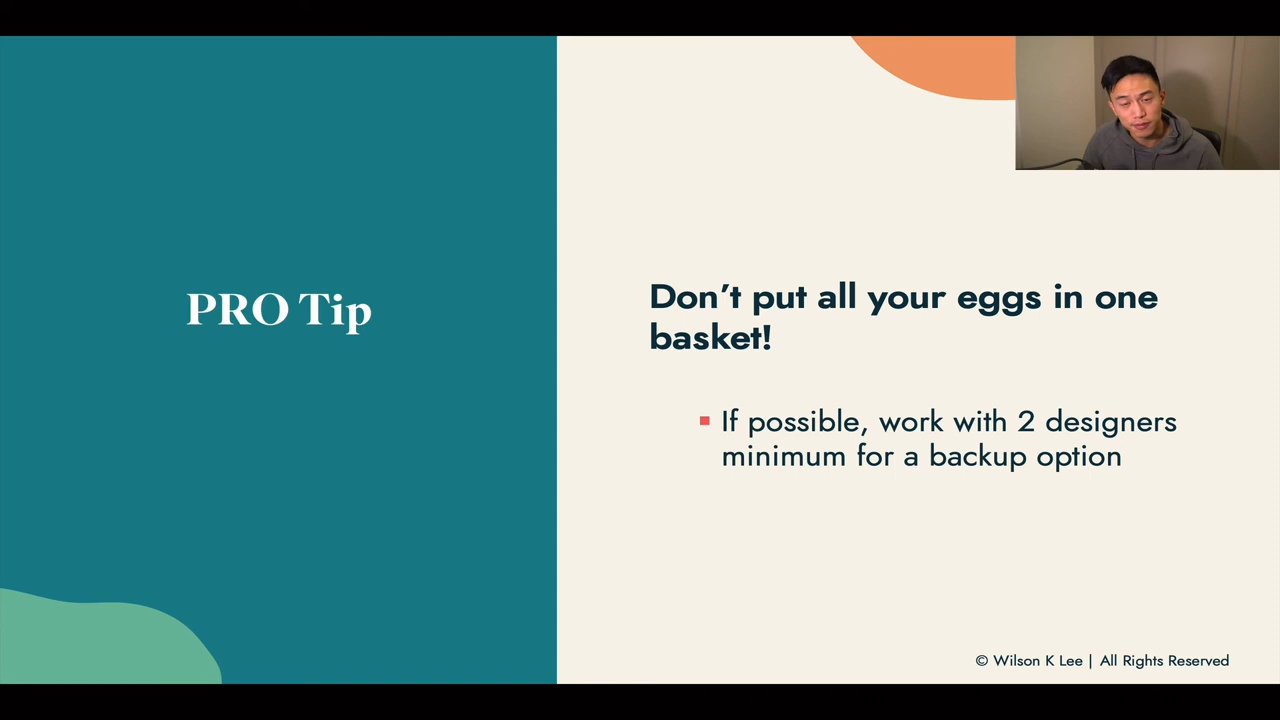 PRO Tip
Don’t put all your eggs in one
basket!
If possible, work with 2 designers
minimum for a backup option
© Wilson K Lee | All Rights Reserved